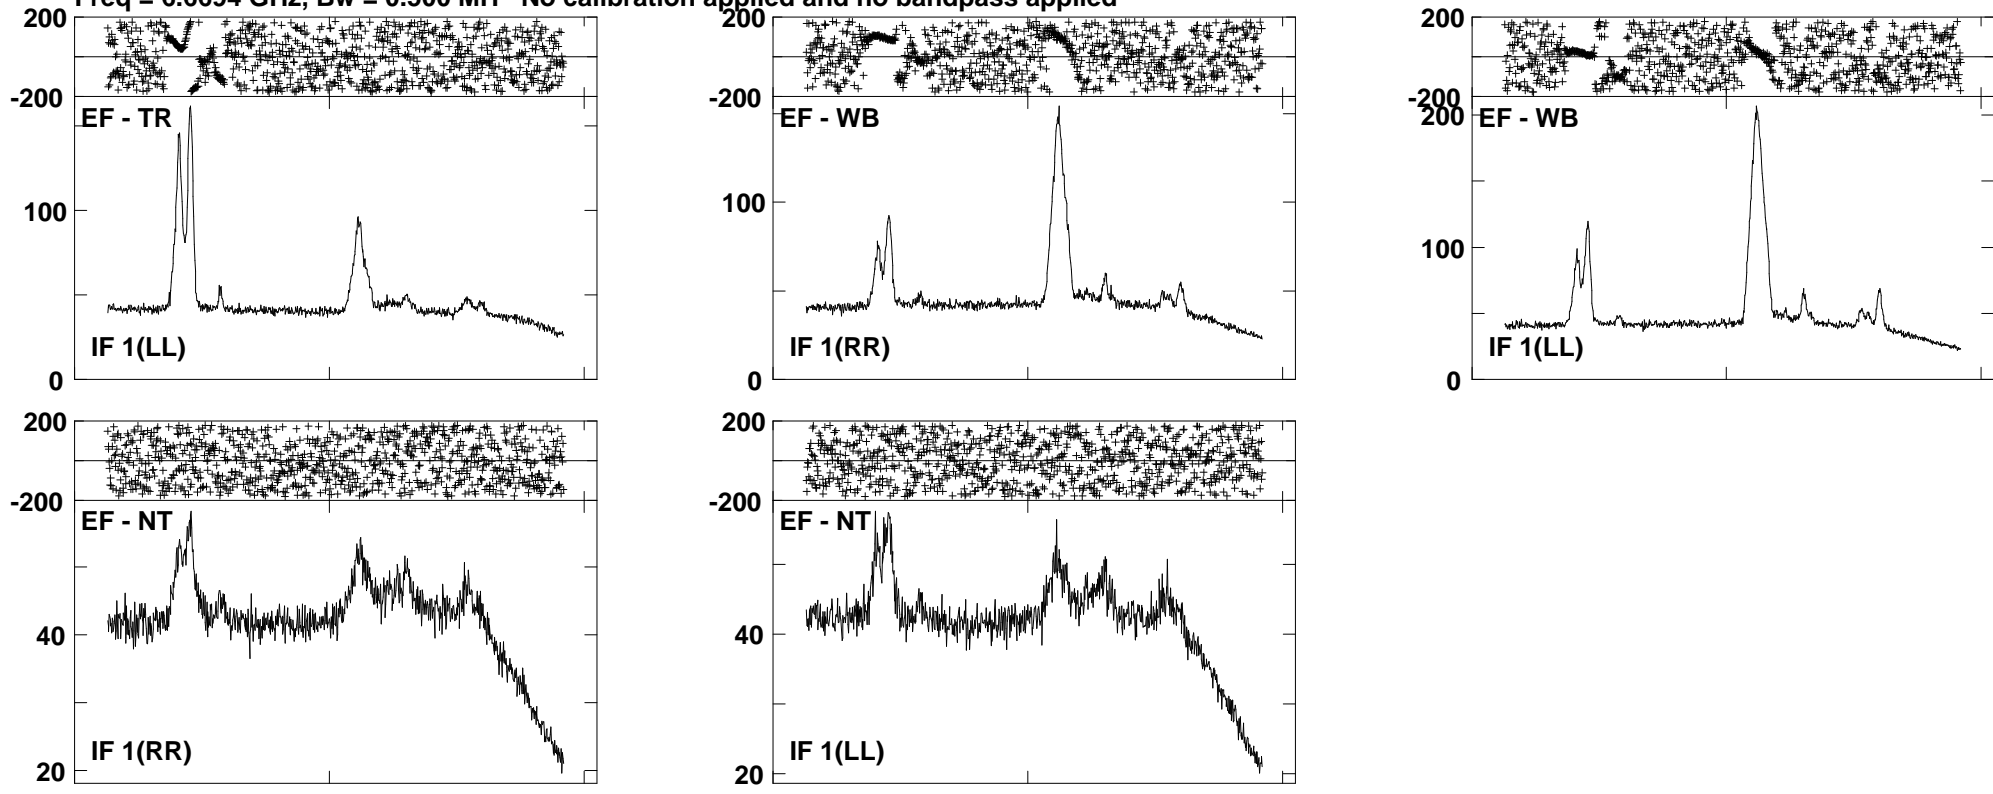 No calibration applied and no bandpass applied
200
-200
EF - TR
100
0
IF 1(LL)
200
-200
EF - WB
100
0
IF 1(RR)
200
-200
200
EF - WB
100
0
IF 1(LL)
200
-200
EF - NT
40
20
IF 1(RR)
200
-200
EF - NT
40
20
IF 1(LL)